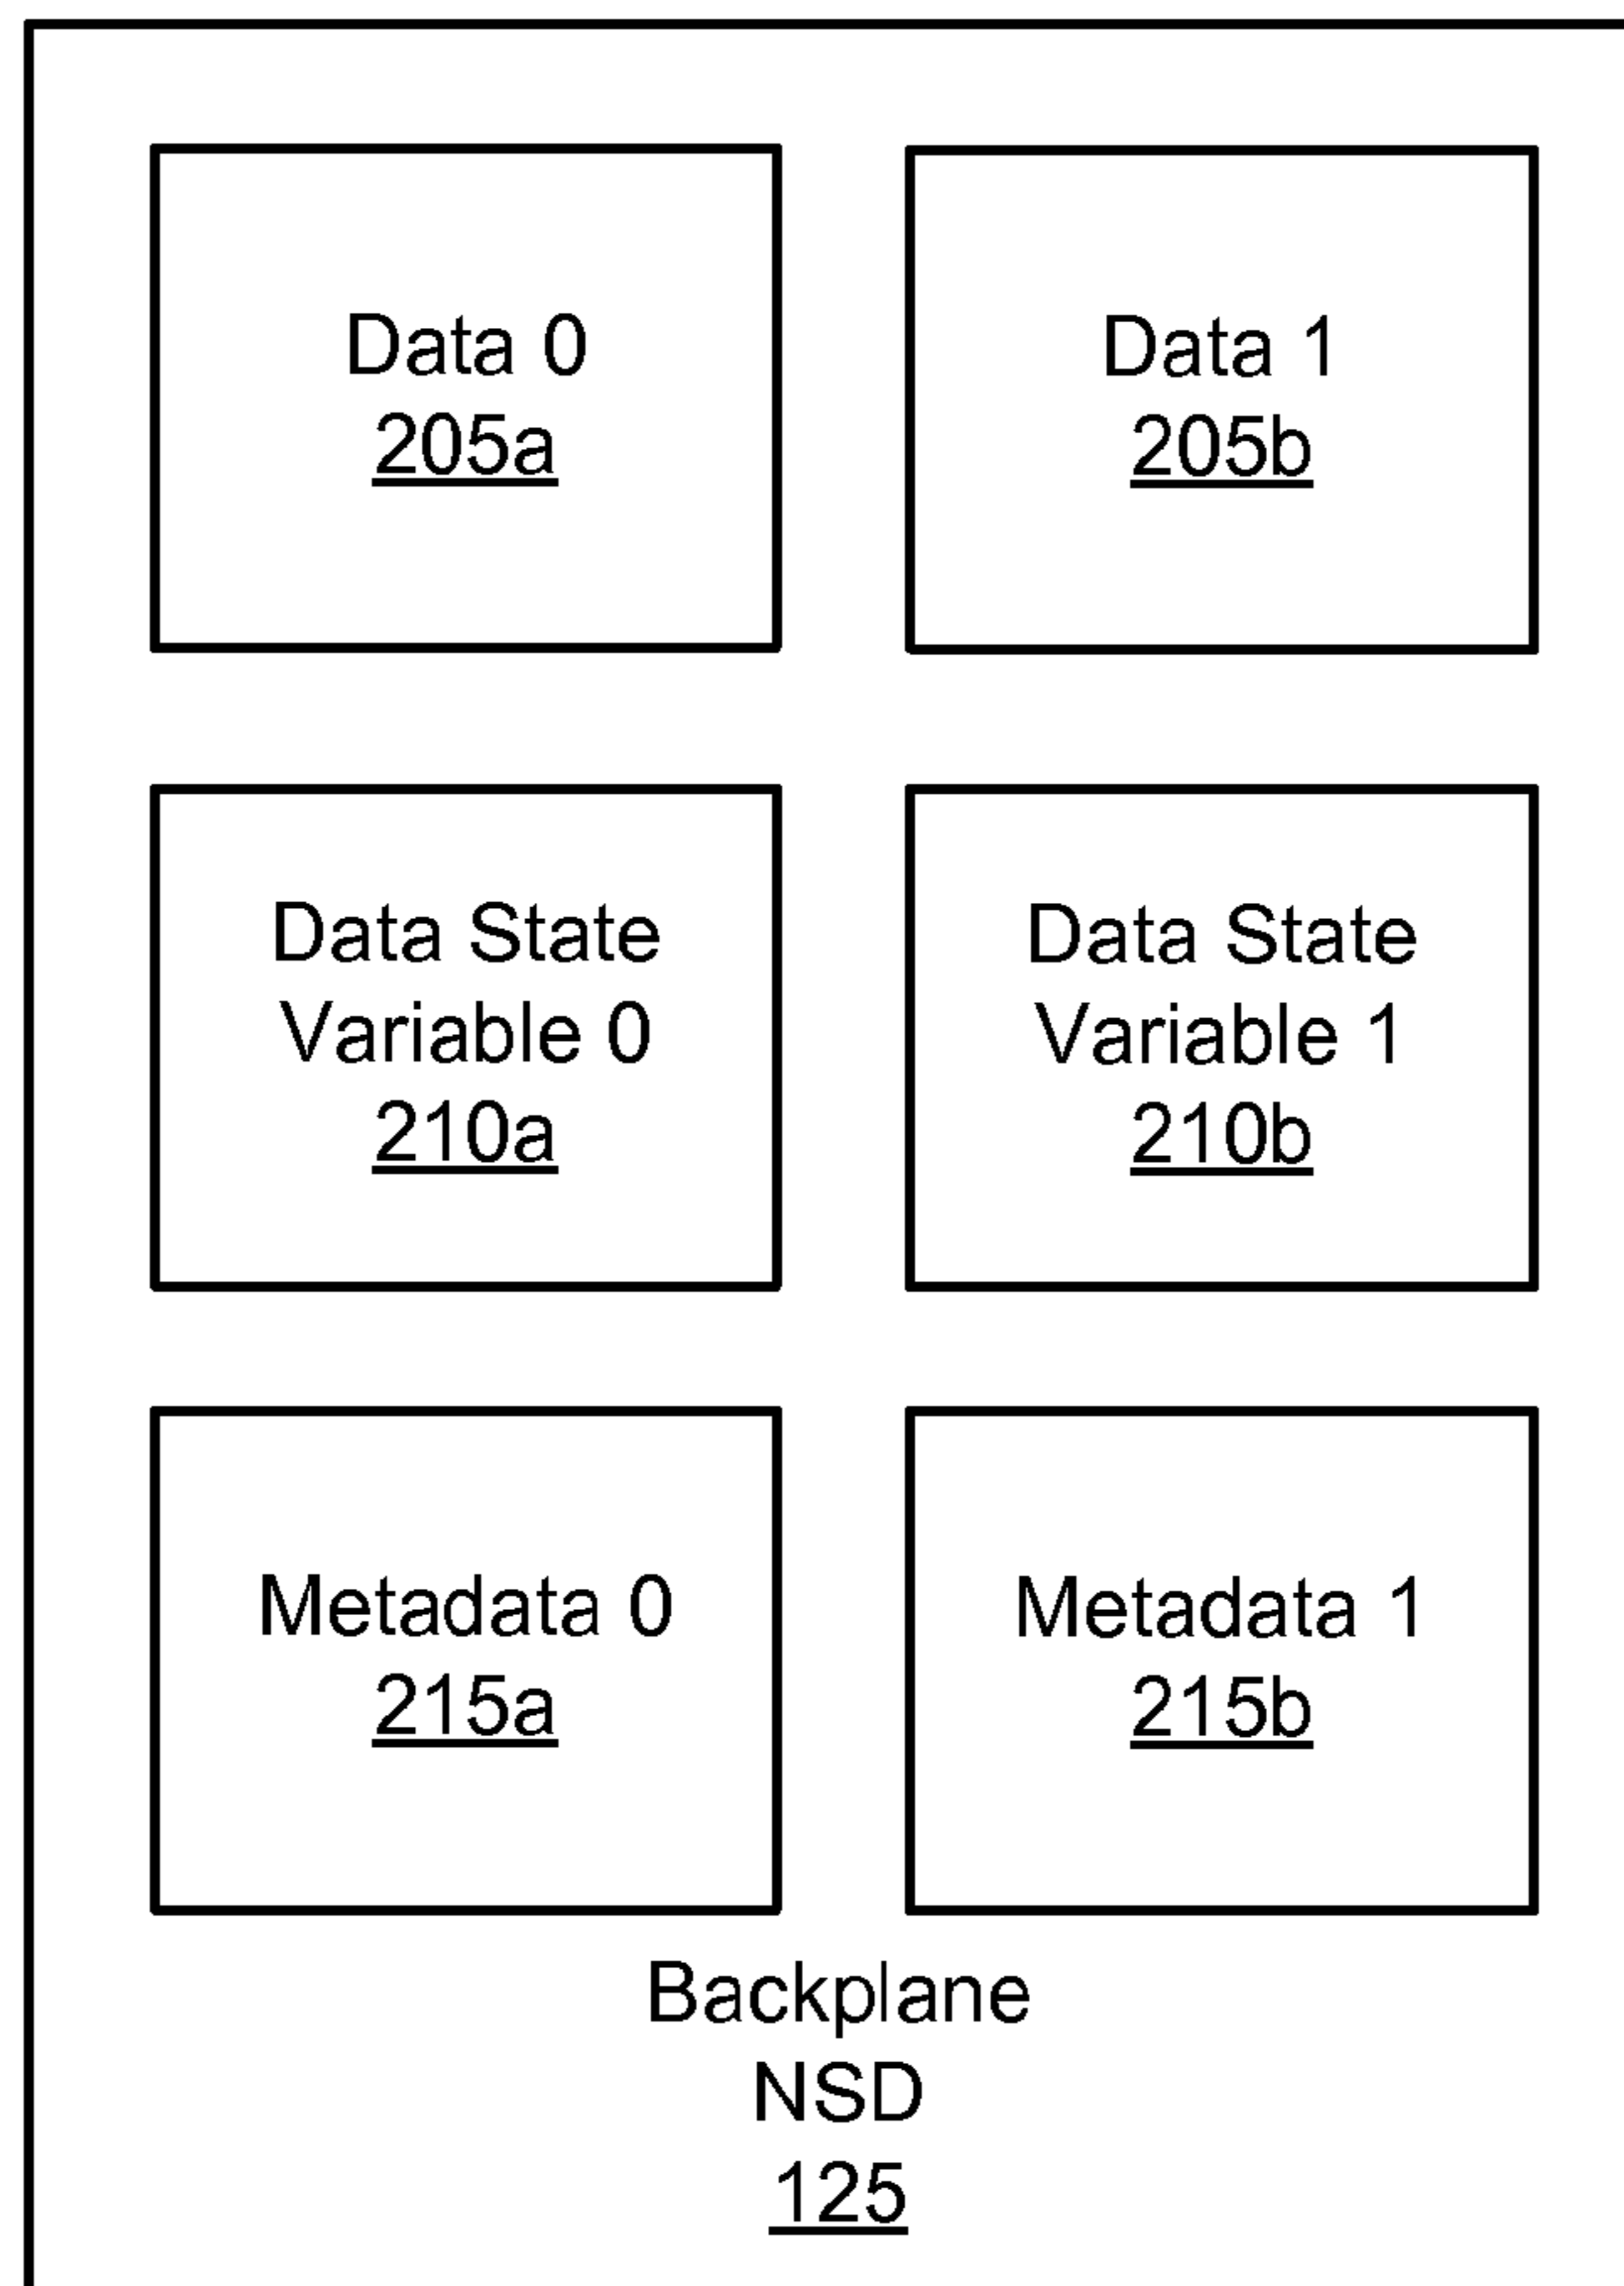 Data 0
205a
Data 1
205b
Data State
Variable 0
210a
Data State
Variable 1
210b
Metadata 0
215a
Metadata 1
215b
Backplane
NSD
125